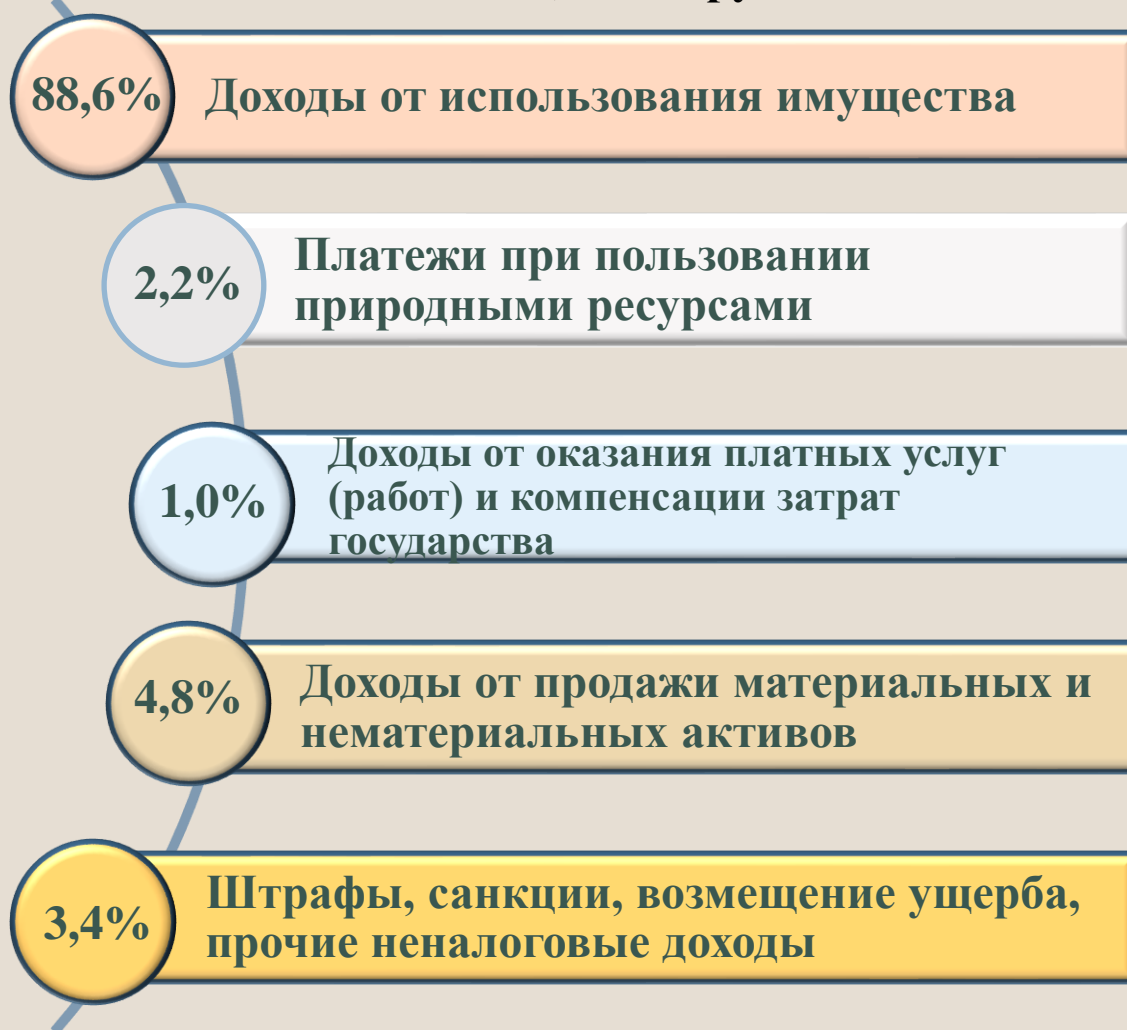 88,6%
Доходы от использования имущества
2,2%
Платежи при пользовании
природными ресурсами
1,0%
Доходы от оказания платных услуг
(работ) и компенсации затрат
государства
4,8%
Доходы от продажи материальных и
нематериальных активов
3,4%
Штрафы, санкции, возмещение ущерба,
прочие неналоговые доходы